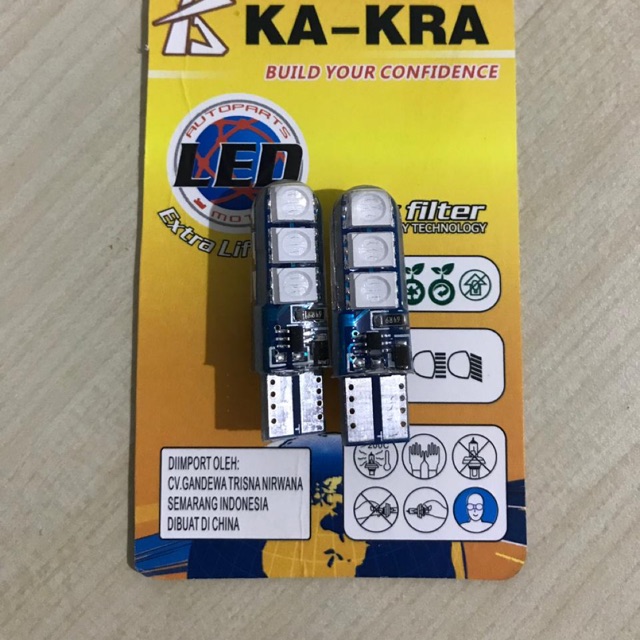 KA-KRA
BUILD YOUR CONFIDENCE
AUTOPARTS
LED
Extra
filter
TECHNOLOGY
DIIMPORT OLEH:
CV.GANDEWA TRISNA NIRWANA
SEMARANG INDONESIA
DIBUAT DI CHINA